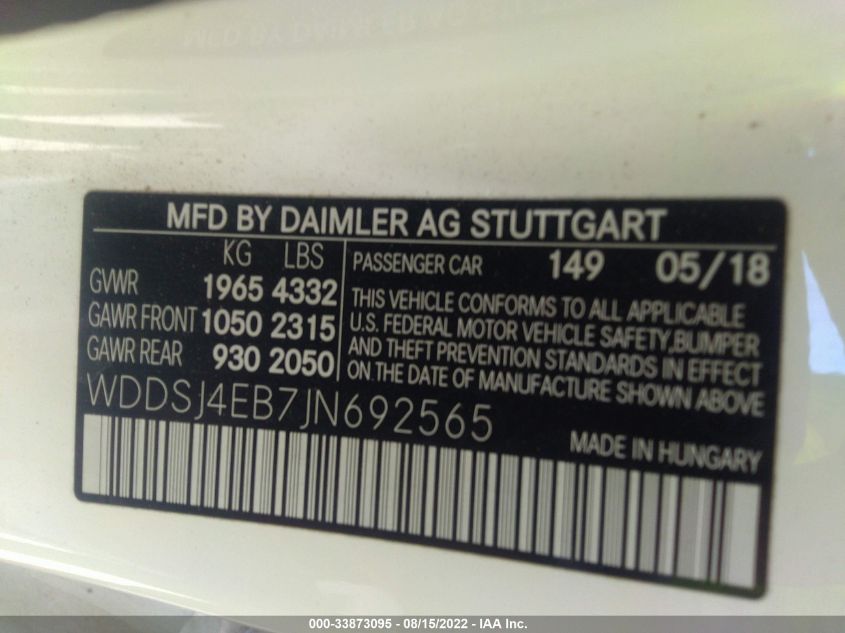 MFD BY DAIMLER AG STUTTGART
KG LBS
GVWR 1965 4332
GAWR FRONT 1050 2315
GAWR REAR 930 2050
PASSENGER CAR 149 05/18
THIS VEHICLE CONFORMS TO ALL APPLICABLE
U.S. FEDERAL MOTOR VEHICLE SAFETY,BUMPER
AND THEFT PREVENTION STANDARDS IN EFFECT
ON THE DATE OF MANUFACTURE SHOWN ABOVE.
WDDSJ4EB7JN692565
MADE IN HUNGARY
000-33873095 - 08/15/2022 - IAA Inc.